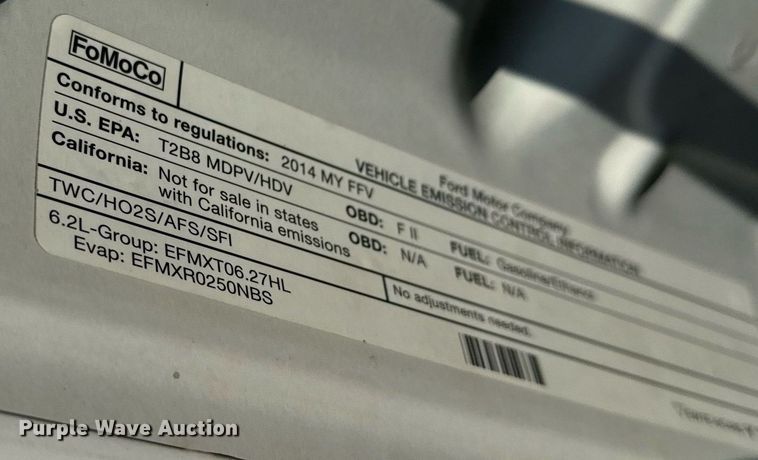 FoMoCo
Ford Motor Company
VEHICLE EMISSION CONTROL INFORMATION
Conforms to regulations: 2014 MY FFV
U.S. EPA: T2B8 MDPV/HDV OBD: F II FUEL: Gasoline/Ethanol
California: Not for sale in states with California emissions OBD: N/A FUEL: N/A
TWC/HO2S/AFS/SFI
No adjustments needed.
6.2L-Group: EFMXT06.27HL
Evap: EFMXR0250NBS
Purple Wave Auction